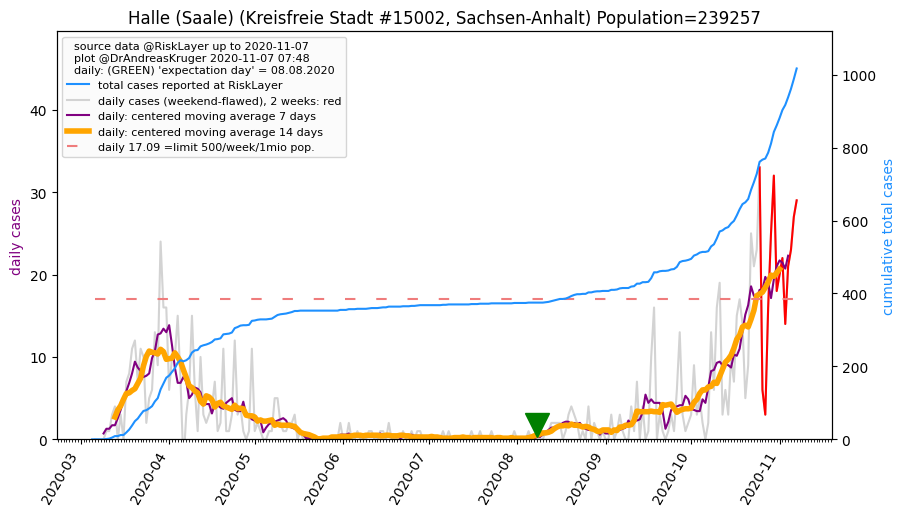 Halle (Saale) (Kreisfreie Stadt #15002, Sachsen-Anhalt) Population=239257
source data @RiskLayer up to 2020-11-07
plot @DrAndreasKruger 2020-11-07 07:48
daily: (GREEN) 'expectation day' = 08.08.2020
total cases reported at RiskLayer
daily cases (weekend-flawed), 2 weeks: red
daily: centered moving average 7 days
daily: centered moving average 14 days
daily 17.09 =limit 500/week/1mio pop.
daily cases
40
30
20
10
0
cumulative total cases
1000
800
600
400
200
0
2020-03
2020-04
2020-05
2020-06
2020-07
2020-08
2020-09
2020-10
2020-11